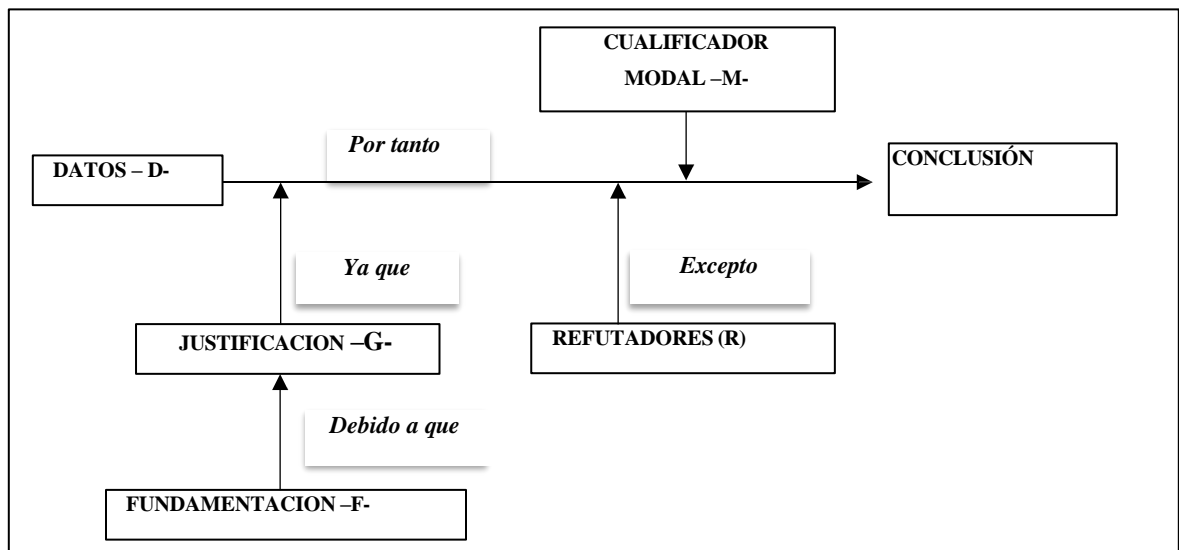 CUALIFICADOR
MODAL –M-
Por tanto
DATOS – D-
CONCLUSIÓN
Ya que
Excepto
JUSTIFICACION –G-
REFUTADORES (R)
Debido a que
FUNDAMENTACION –F-